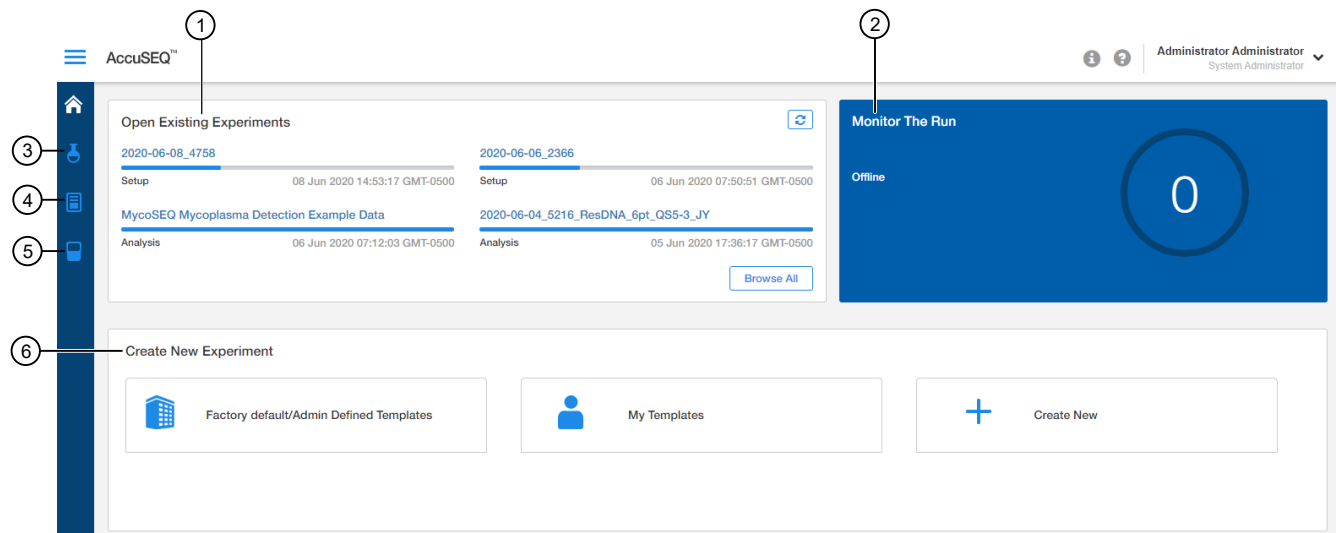 1
2
AccuSEQ™
Administrator Administrator
System Administrator
Open Existing Experiments
2020-06-08_4758
Setup 08 Jun 2020 14:53:17 GMT-0500
2020-06-06_2366
Setup 06 Jun 2020 07:50:51 GMT-0500
MycoSEQ Mycoplasma Detection Example Data
Analysis 06 Jun 2020 07:12:03 GMT-0500
2020-06-04_5216_ResDNA_6pt_QS5-3_JY
Analysis 05 Jun 2020 17:36:17 GMT-0500
Browse All
Monitor The Run
Offline
0
3
4
5
6
Create New Experiment
Factory default/Admin Defined Templates
My Templates
Create New